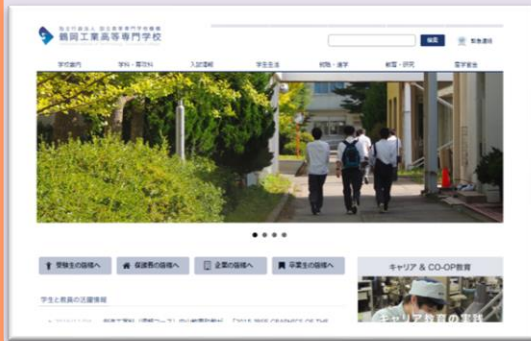 独立行政法人 国立高等専門学校機構
鶴岡工業高等専門学校
検索
緊急連絡
学校案内
学科・専攻科
入試情報
学生生活
就職・進学
教育・研究
産学官金
受験生の皆様へ
保護者の皆様へ
企業の皆様へ
卒業生の皆様へ
キャリア & CO-OP教育
キャリア教育の実践
学生と教員の活躍情報